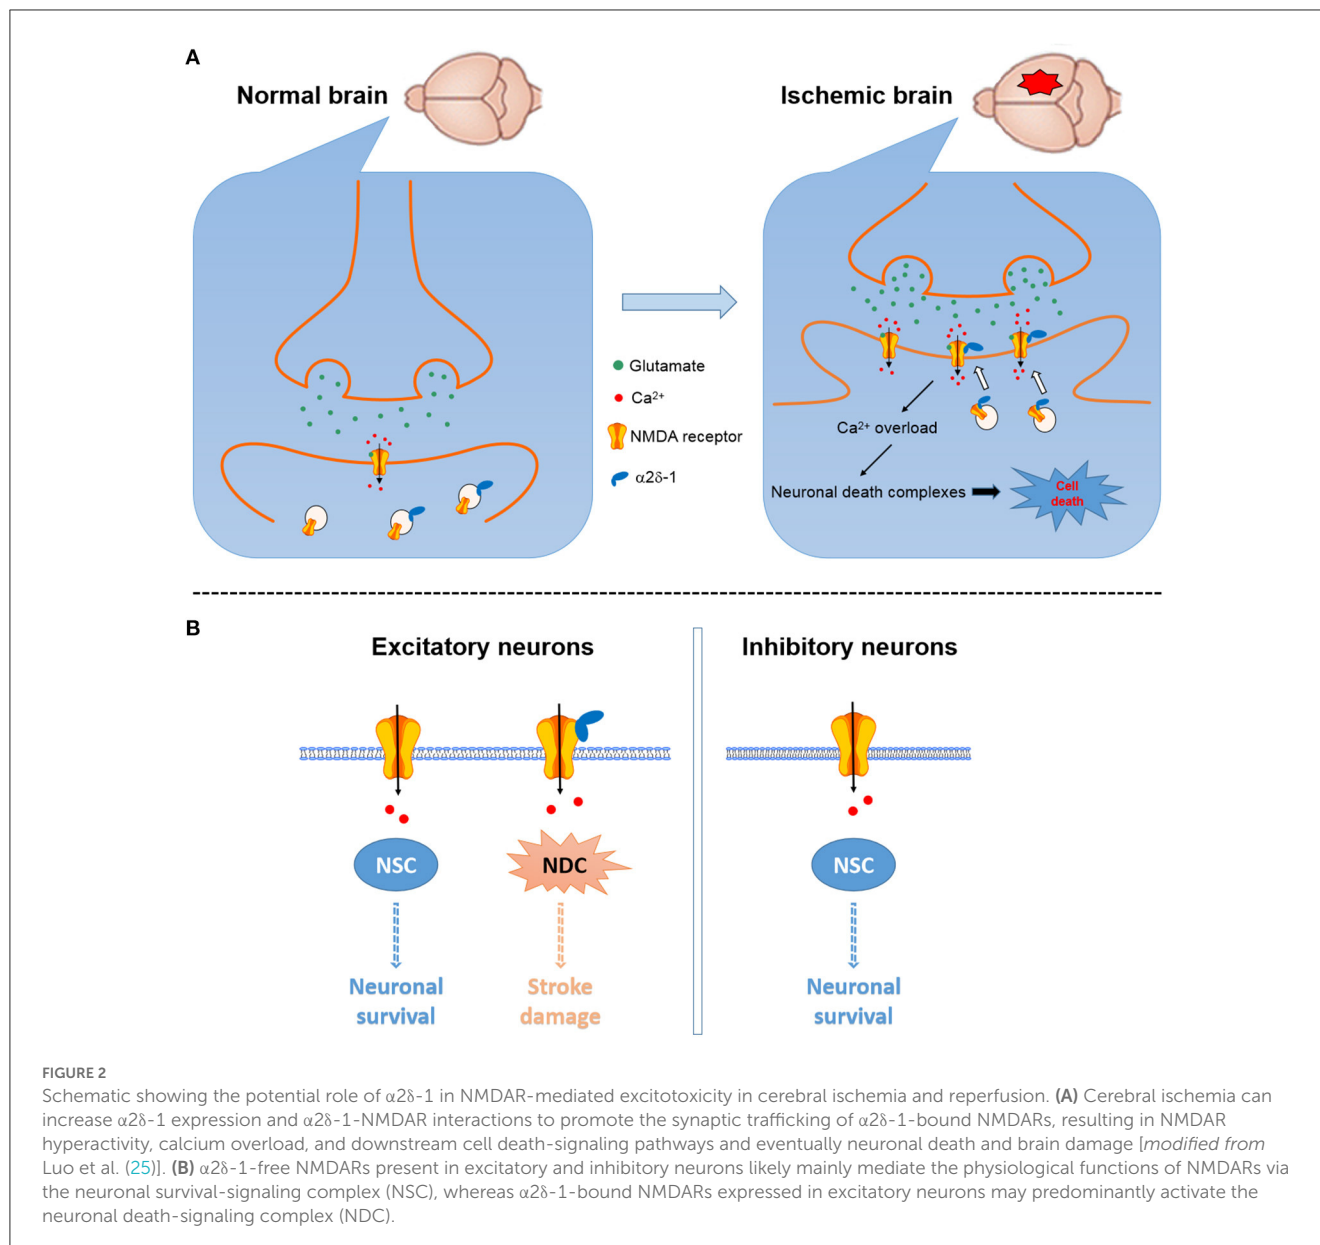 A
Normal brain
Ischemic brain
Glutamate
Ca²⁺
NMDA receptor
α2δ-1
Ca²⁺ overload
Neuronal death complexes
Cell
death
B
Excitatory neurons
Inhibitory neurons
NSC
NDC
NSC
Neuronal
survival
Stroke
damage
Neuronal
survival
FIGURE 2
Schematic showing the potential role of α2δ-1 in NMDAR-mediated excitotoxicity in cerebral ischemia and reperfusion. (A) Cerebral ischemia can
increase α2δ-1 expression and α2δ-1-NMDAR interactions to promote the synaptic trafficking of α2δ-1-bound NMDARs, resulting in NMDAR
hyperactivity, calcium overload, and downstream cell death-signaling pathways and eventually neuronal death and brain damage [modified from
Luo et al. (25)]. (B) α2δ-1-free NMDARs present in excitatory and inhibitory neurons likely mainly mediate the physiological functions of NMDARs via
the neuronal survival-signaling complex (NSC), whereas α2δ-1-bound NMDARs expressed in excitatory neurons may predominantly activate the
neuronal death-signaling complex (NDC).